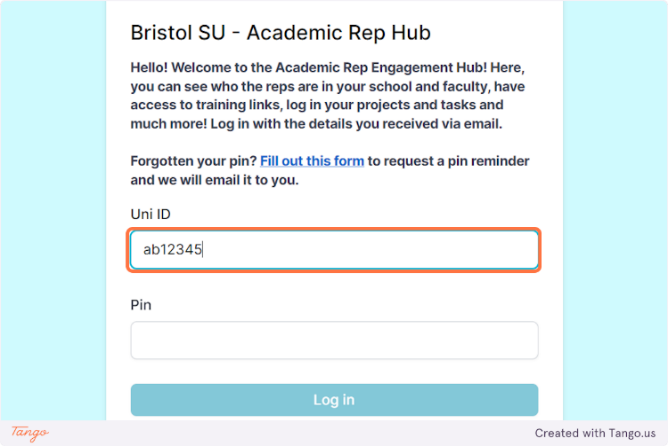 Bristol SU - Academic Rep Hub
Hello! Welcome to the Academic Rep Engagement Hub! Here,
you can see who the reps are in your school and faculty, have
access to training links, log in your projects and tasks and
much more! Log in with the details you received via email.
Forgotten your pin? Fill out this form to request a pin reminder
and we will email it to you.
Uni ID
ab12345
Pin
Log in
Tango
Created with Tango.us